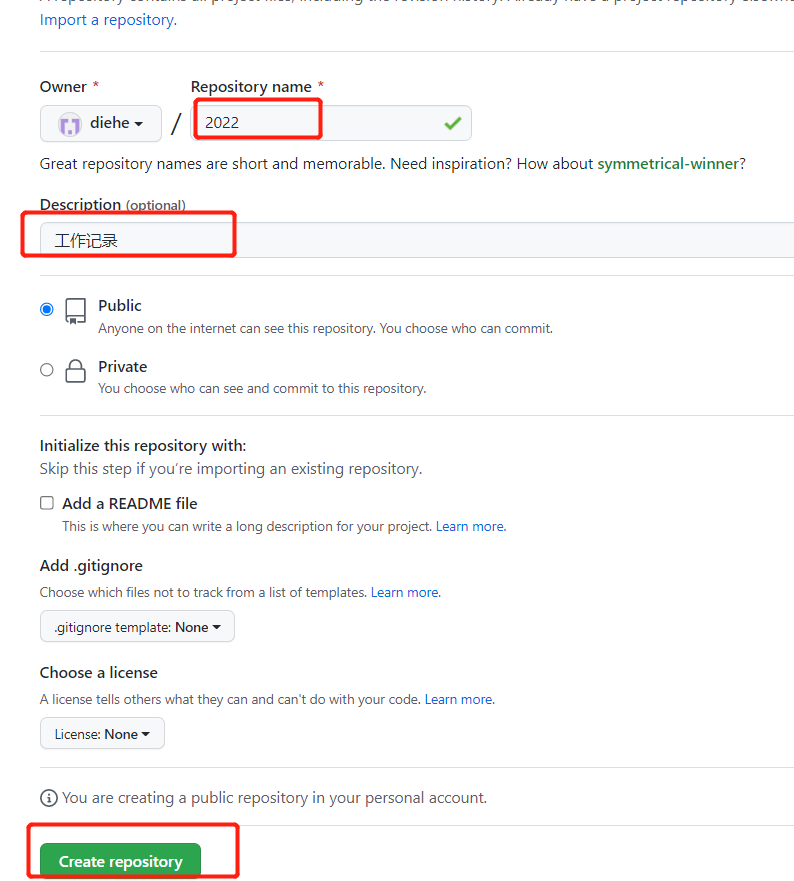 Import a repository.
Owner *
Repository name *
diehe
/
2022
Great repository names are short and memorable. Need inspiration? How about symmetrical-winner?
Description (optional)
工作记录
Public
Anyone on the internet can see this repository. You choose who can commit.
Private
You choose who can see and commit to this repository.
Initialize this repository with:
Skip this step if you’re importing an existing repository.
Add a README file
This is where you can write a long description for your project. Learn more.
Add .gitignore
Choose which files not to track from a list of templates. Learn more.
.gitignore template: None
Choose a license
A license tells others what they can and can't do with your code. Learn more.
License: None
You are creating a public repository in your personal account.
Create repository